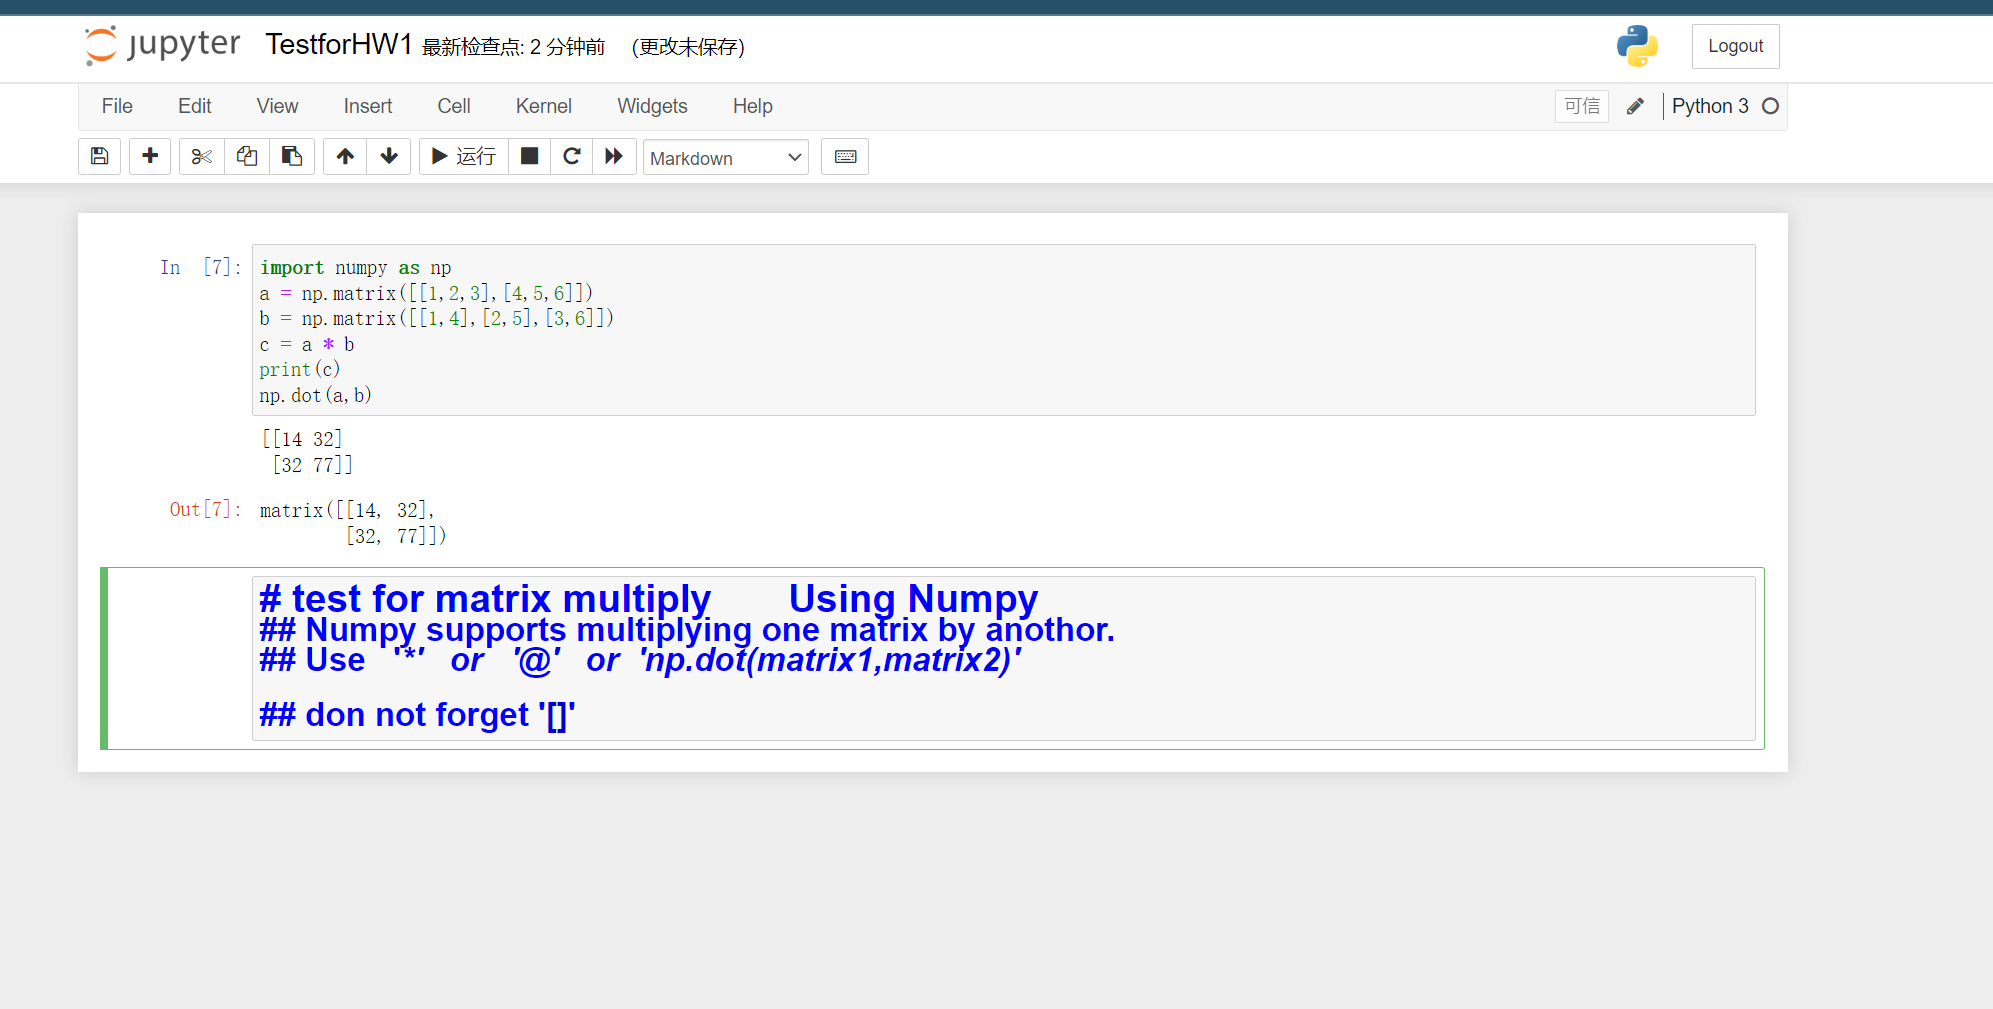 jupyter TestforHW1 最新检查点: 2 分钟前 (更改未保存) Logout
File Edit View Insert Cell Kernel Widgets Help 可信 Python 3
运行 Markdown
In [7]: import numpy as np
a = np.matrix([[1,2,3],[4,5,6]])
b = np.matrix([[1,4],[2,5],[3,6]])
c = a * b
print(c)
np.dot(a,b)
[[14 32]
[32 77]]
Out[7]: matrix([[14, 32],
[32, 77]])
# test for matrix multiply Using Numpy
## Numpy supports multiplying one matrix by anothor.
## Use '*' or '@' or 'np.dot(matrix1,matrix2)'
## don not forget '[]'